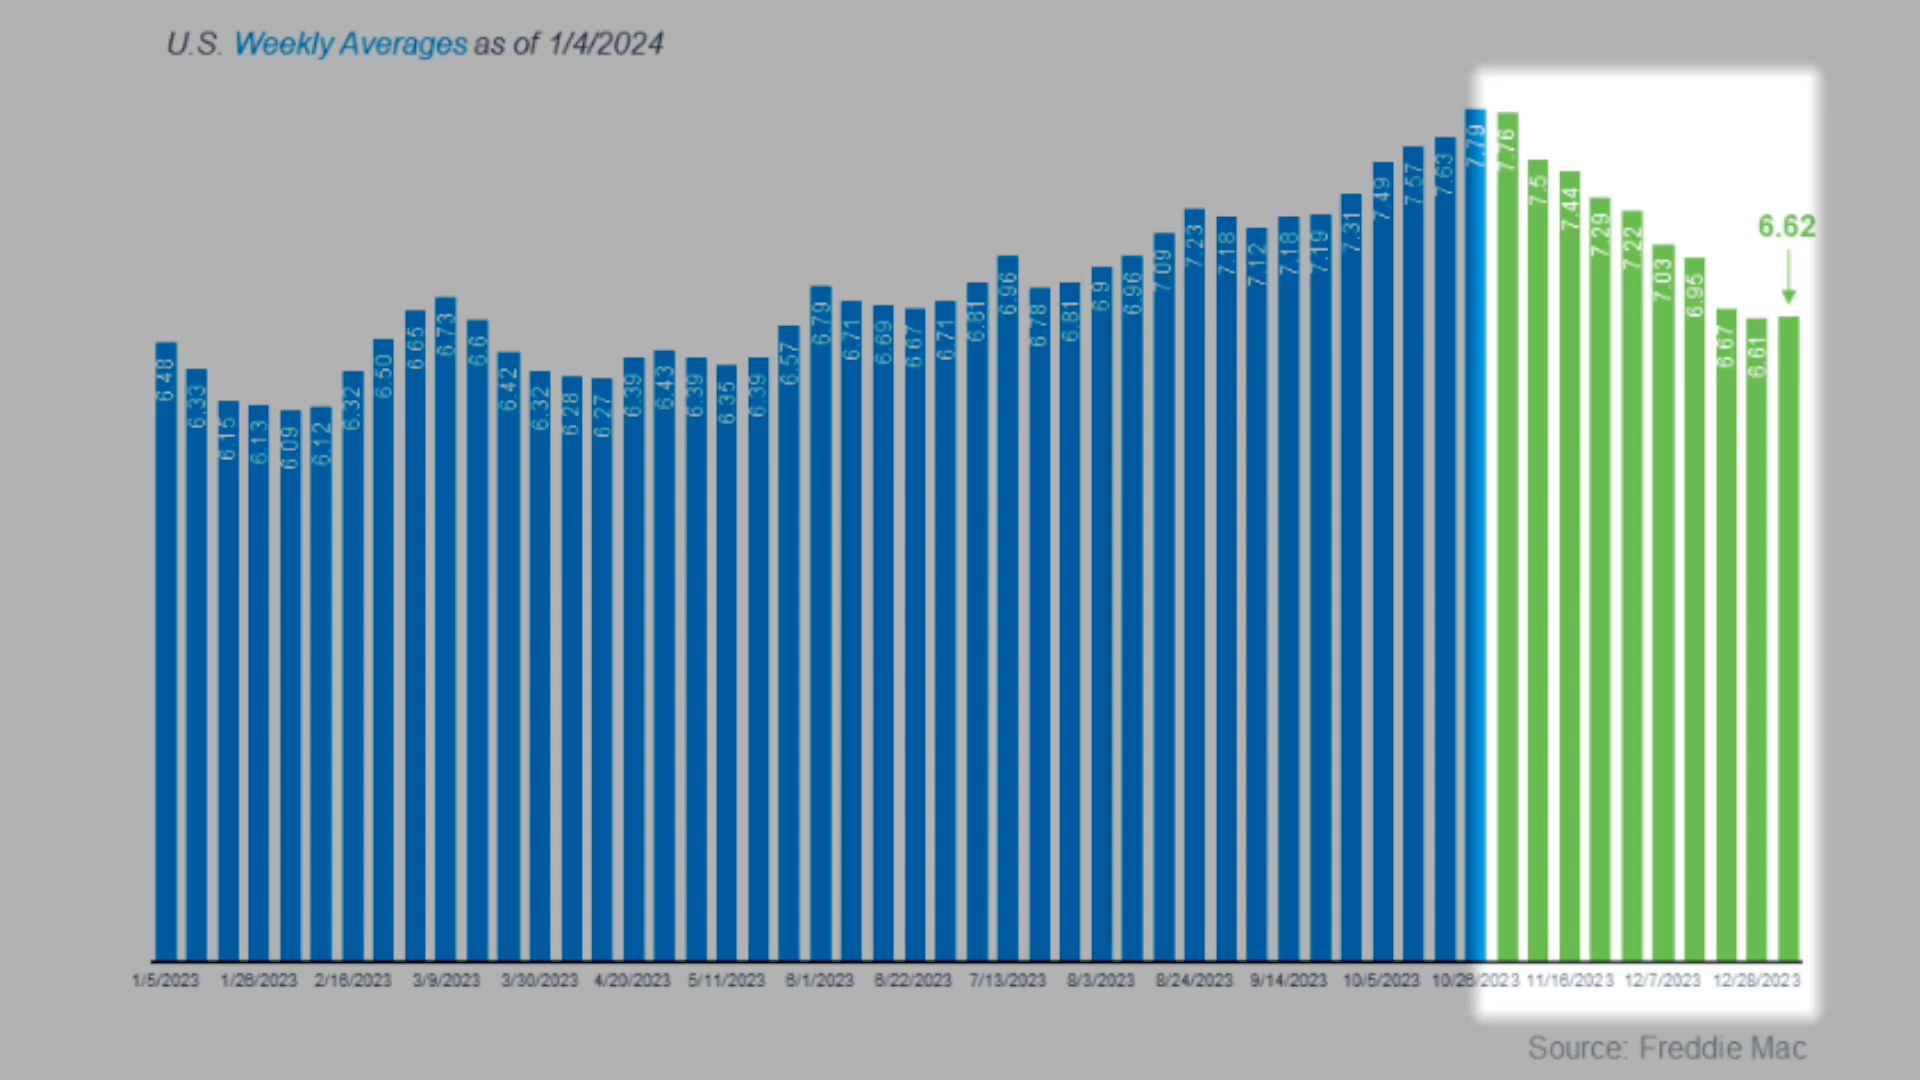 U.S. Weekly Averages as of 1/4/2024
6.48 6.33 6.15 6.13 6.09 6.12 6.32 6.50 6.65 6.73 6.6 6.42 6.32 6.28 6.27 6.39 6.43 6.39 6.35 6.39 6.57 6.79 6.71 6.69 6.67 6.71 6.81 6.96 6.78 6.81 6.9 6.96 7.09 7.23 7.18 7.12 7.18 7.19 7.31 7.49 7.57 7.63 7.79 7.76 7.5 7.44 7.29 7.22 7.03 6.95 6.67 6.61
6.62
1/5/2023 1/26/2023 2/16/2023 3/9/2023 3/30/2023 4/20/2023 5/11/2023 6/1/2023 6/22/2023 7/13/2023 8/3/2023 8/24/2023 9/14/2023 10/5/2023 10/26/2023 11/16/2023 12/7/2023 12/28/2023
Source: Freddie Mac